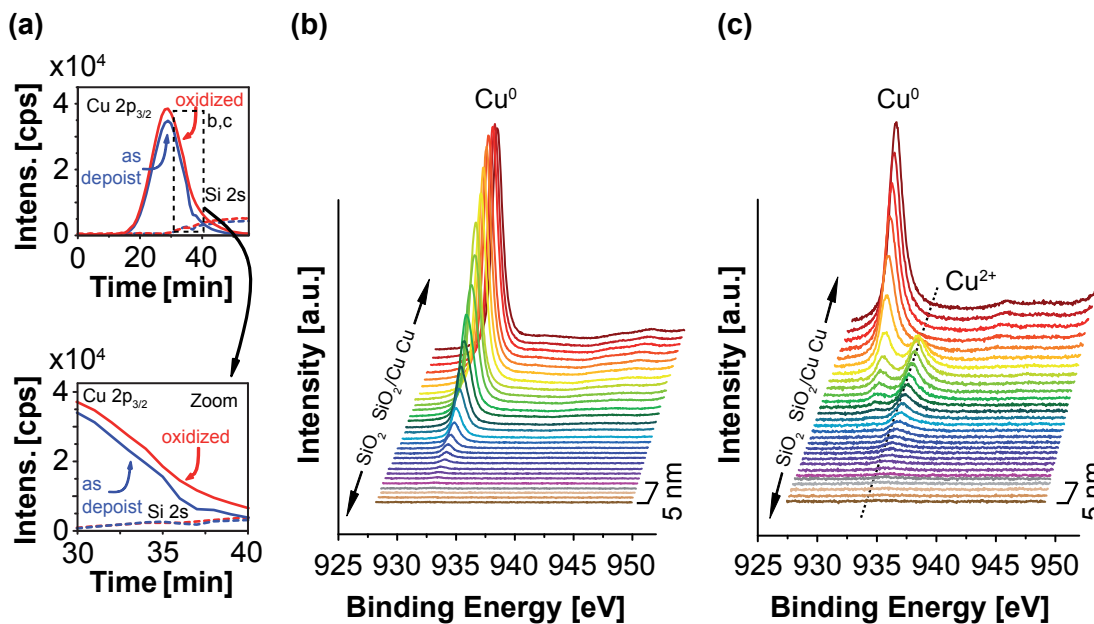 (a)
x10⁴
Intens. [cps]
4
2
0
Cu 2p₃/₂
oxidized
b,c
as
depoist
Si 2s
0 20 40
Time [min]
x10⁴
Intens. [cps]
4
2
0
Cu 2p₃/₂
Zoom
oxidized
as
depoist
Si 2s
30 35 40
Time [min]
(b)
Cu⁰
Intensity [a.u.]
SiO₂ SiO₂/Cu Cu
5 nm
925 930 935 940 945 950
Binding Energy [eV]
(c)
Cu⁰
Cu²⁺
Intensity [a.u.]
SiO₂ SiO₂/Cu Cu
5 nm
925 930 935 940 945 950
Binding Energy [eV]